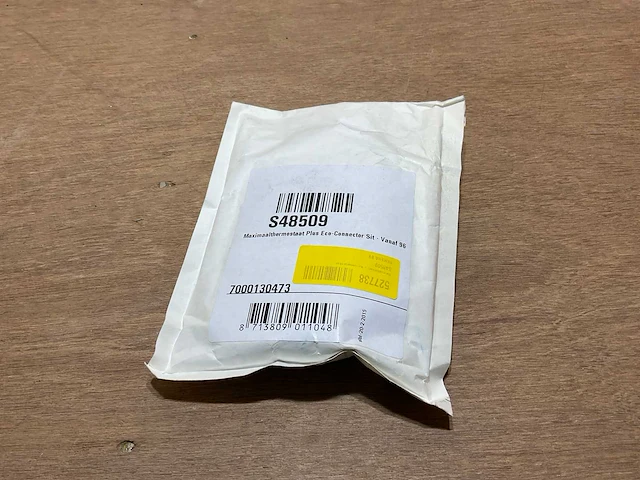 S48509
Maximaalthermostaat Plus Eco-Connector Sit - Vanaf 96
527738
7000130473
8 713809 011048